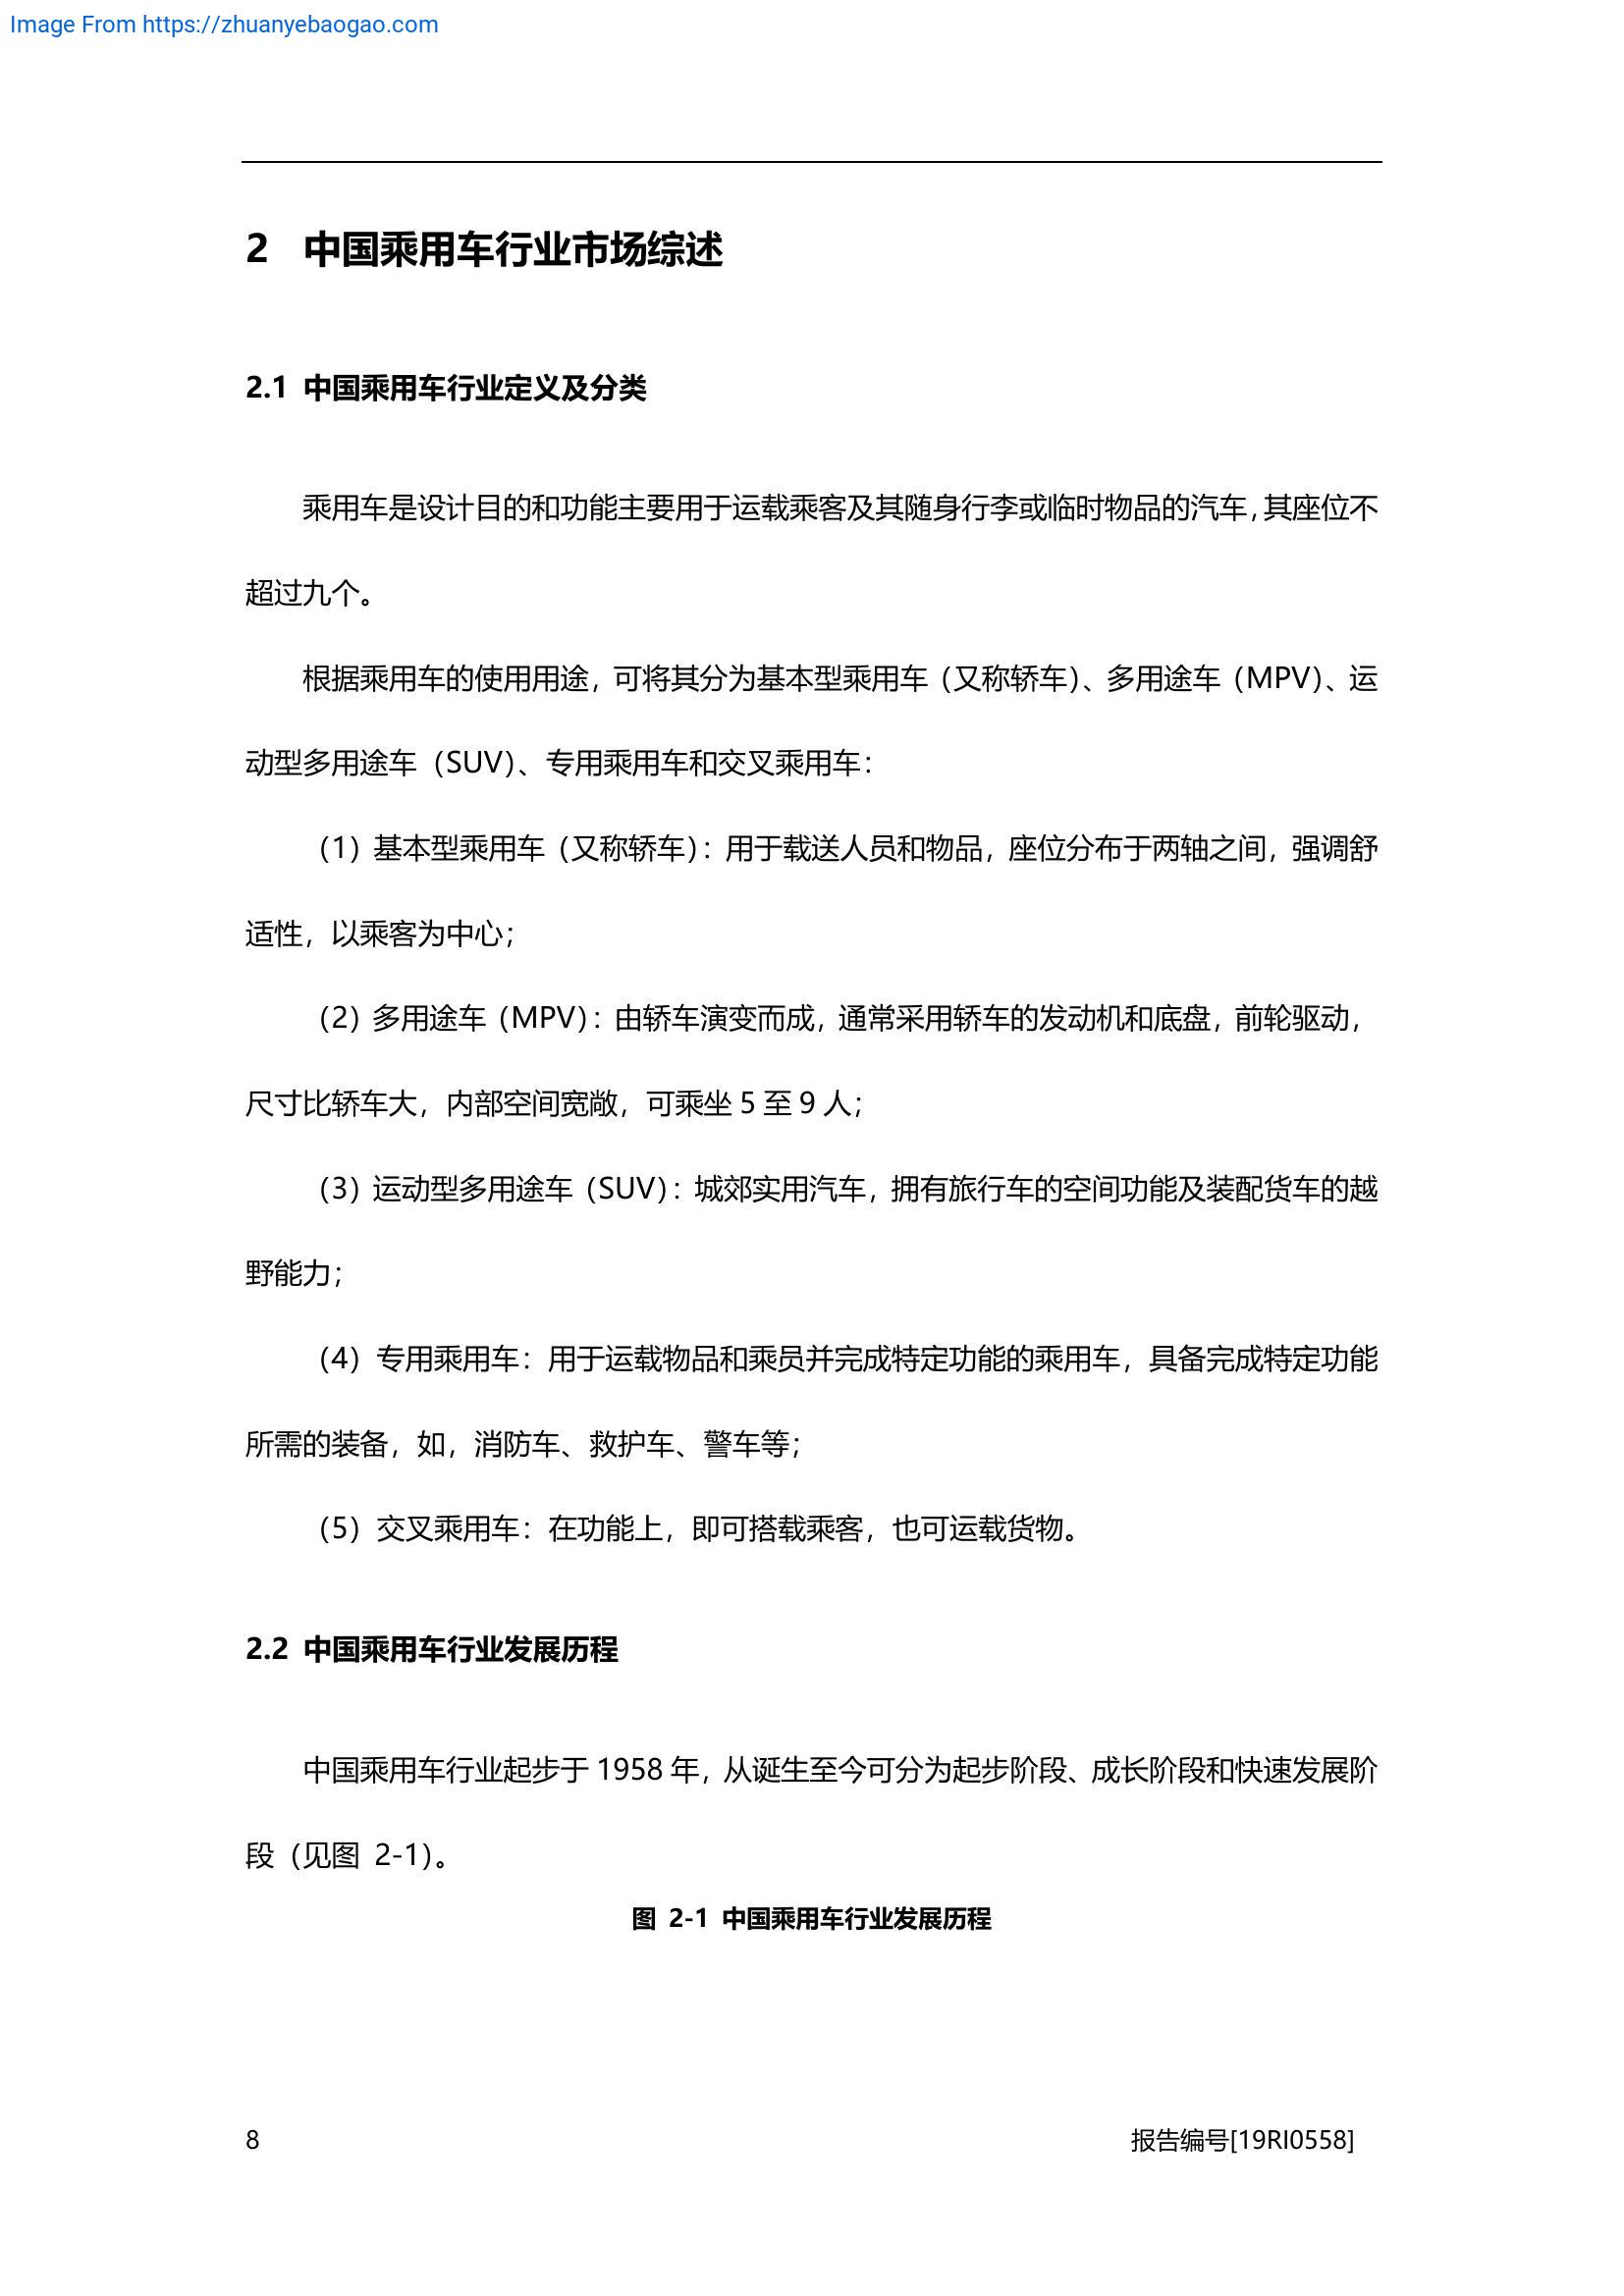 Image From https://zhuanyebaogao.com
2 中国乘用车行业市场综述
2.1 中国乘用车行业定义及分类
乘用车是设计目的和功能主要用于运载乘客及其随身行李或临时物品的汽车，其座位不
超过九个。
根据乘用车的使用用途，可将其分为基本型乘用车（又称轿车）、多用途车（MPV）、运
动型多用途车（SUV）、专用乘用车和交叉乘用车：
（1）基本型乘用车（又称轿车）：用于载送人员和物品，座位分布于两轴之间，强调舒
适性，以乘客为中心；
（2）多用途车（MPV）：由轿车演变而成，通常采用轿车的发动机和底盘，前轮驱动，
尺寸比轿车大，内部空间宽敞，可乘坐 5 至 9 人；
（3）运动型多用途车（SUV）：城郊实用汽车，拥有旅行车的空间功能及装配货车的越
野能力；
（4）专用乘用车：用于运载物品和乘员并完成特定功能的乘用车，具备完成特定功能
所需的装备，如，消防车、救护车、警车等；
（5）交叉乘用车：在功能上，即可搭载乘客，也可运载货物。
2.2 中国乘用车行业发展历程
中国乘用车行业起步于 1958 年，从诞生至今可分为起步阶段、成长阶段和快速发展阶
段（见图 2-1）。
图 2-1 中国乘用车行业发展历程
8 报告编号[19RI0558]